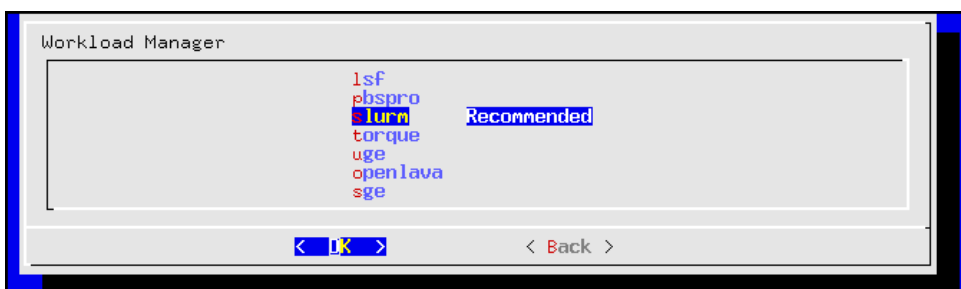 Workload Manager
lsf
pbspro
slurm Recommended
torque
uge
openlava
sge
< OK > < Back >